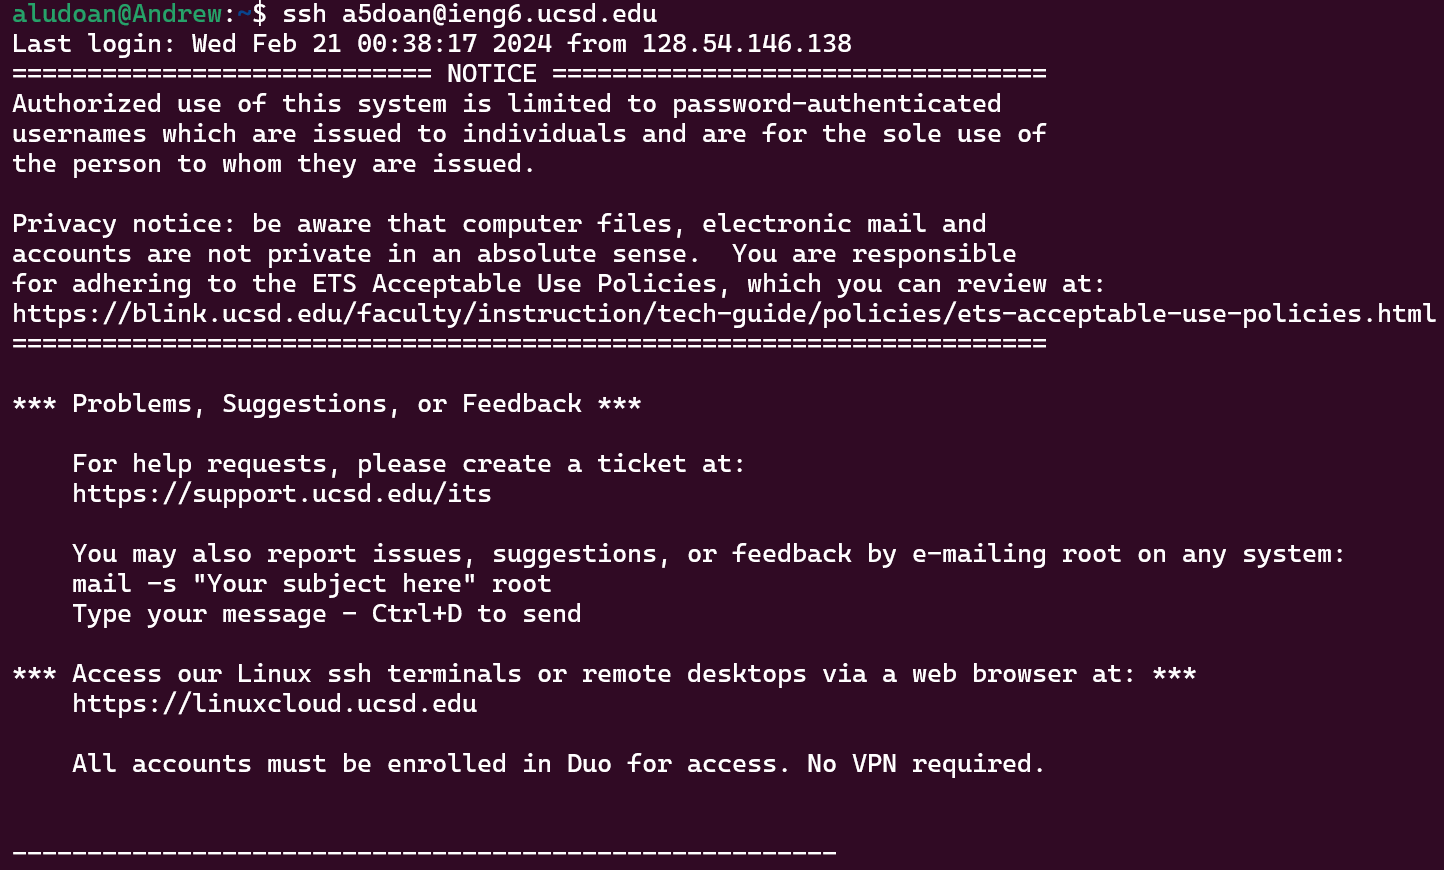 aludoan@Andrew:~$ ssh a5doan@ieng6.ucsd.edu
Last login: Wed Feb 21 00:38:17 2024 from 128.54.146.138
============================ NOTICE =================================
Authorized use of this system is limited to password-authenticated
usernames which are issued to individuals and are for the sole use of
the person to whom they are issued.

Privacy notice: be aware that computer files, electronic mail and
accounts are not private in an absolute sense.  You are responsible
for adhering to the ETS Acceptable Use Policies, which you can review at:
https://blink.ucsd.edu/faculty/instruction/tech-guide/policies/ets-acceptable-use-policies.html
=====================================================================

*** Problems, Suggestions, or Feedback ***

    For help requests, please create a ticket at:
    https://support.ucsd.edu/its

    You may also report issues, suggestions, or feedback by e-mailing root on any system:
    mail -s "Your subject here" root
    Type your message - Ctrl+D to send

*** Access our Linux ssh terminals or remote desktops via a web browser at: ***
    https://linuxcloud.ucsd.edu

    All accounts must be enrolled in Duo for access. No VPN required.


-------------------------------------------------------